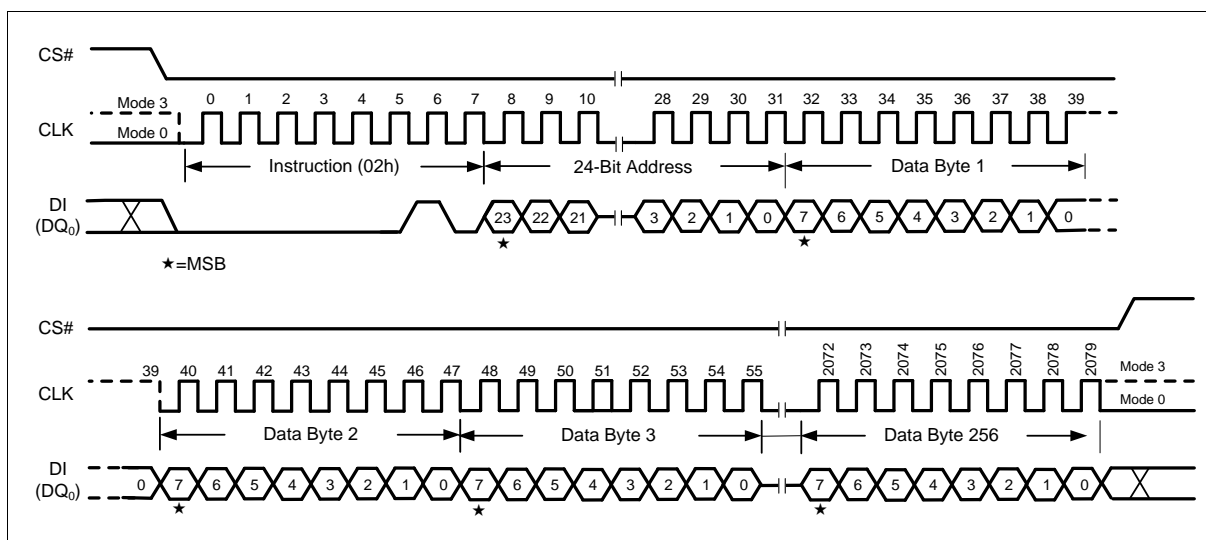 CS#
Mode 3 0 1 2 3 4 5 6 7 8 9 10 28 29 30 31 32 33 34 35 36 37 38 39
CLK
Mode 0
Instruction (02h) 24-Bit Address Data Byte 1
DI
(DQ0)
23 22 21 3 2 1 0 7 6 5 4 3 2 1 0
★ ★
★=MSB
CS#
39 40 41 42 43 44 45 46 47 48 49 50 51 52 53 54 55 2072 2073 2074 2075 2076 2077 2078 2079 Mode 3
CLK
Mode 0
Data Byte 2 Data Byte 3 Data Byte 256
DI
(DQ0)
0 7 6 5 4 3 2 1 0 7 6 5 4 3 2 1 0 7 6 5 4 3 2 1 0
★ ★ ★